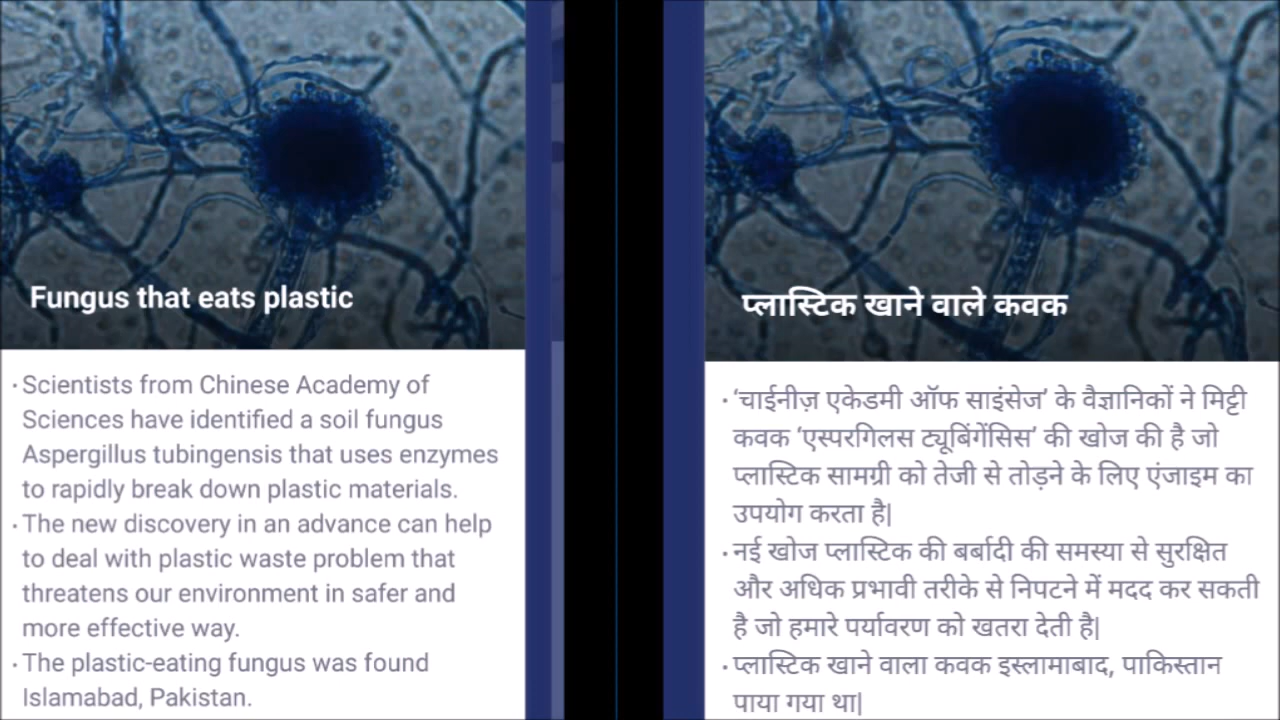 Fungus that eats plastic
· Scientists from Chinese Academy of
Sciences have identified a soil fungus
Aspergillus tubingensis that uses enzymes
to rapidly break down plastic materials.
· The new discovery in an advance can help
to deal with plastic waste problem that
threatens our environment in safer and
more effective way.
· The plastic-eating fungus was found
Islamabad, Pakistan.
प्लास्टिक खाने वाले कवक
· ‘चाईनीज़ एकेडमी ऑफ साइंसेज’ के वैज्ञानिकों ने मिट्टी
कवक ‘एस्परगिलस ट्यूबिंगेंसिस’ की खोज की है जो
प्लास्टिक सामग्री को तेजी से तोड़ने के लिए एंजाइम का
उपयोग करता है|
· नई खोज प्लास्टिक की बर्बादी की समस्या से सुरक्षित
और अधिक प्रभावी तरीके से निपटने में मदद कर सकती
है जो हमारे पर्यावरण को खतरा देती है|
· प्लास्टिक खाने वाला कवक इस्लामाबाद, पाकिस्तान
पाया गया था|